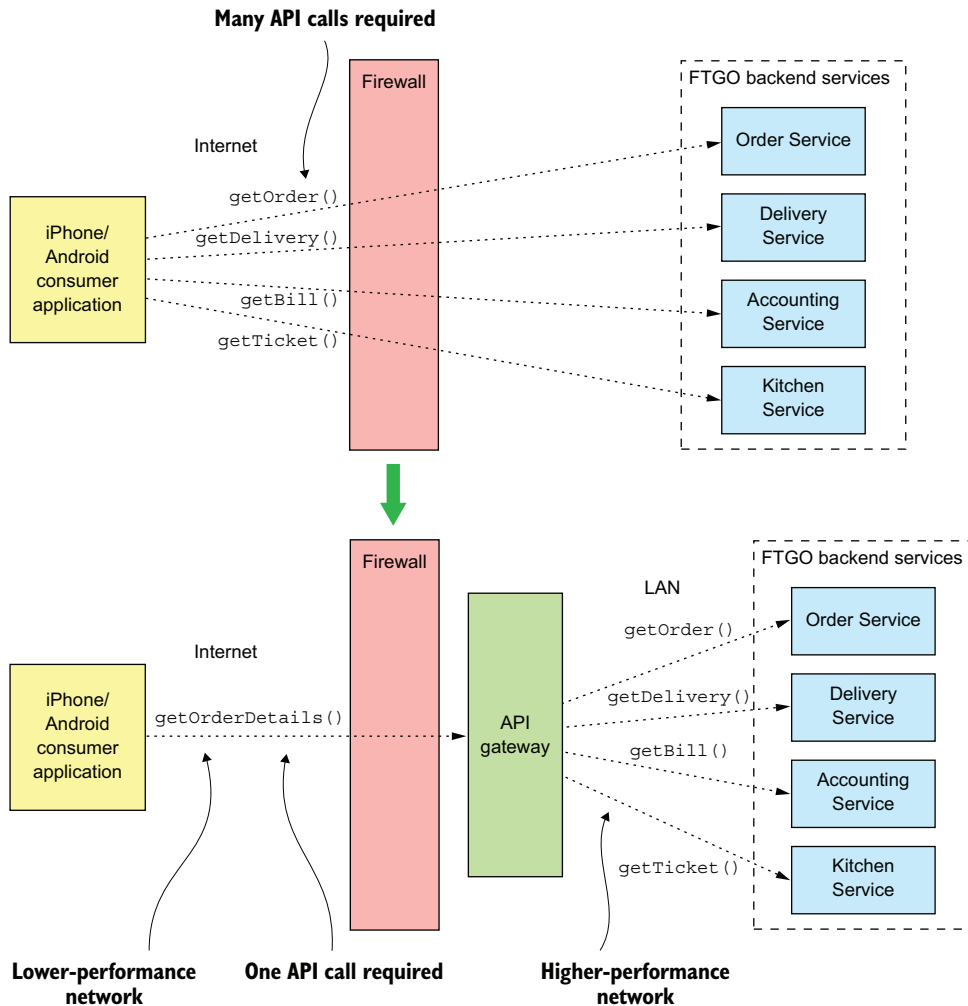 Many API calls required
Firewall
FTGO backend services
Internet
Order Service
getOrder()
iPhone/
Android
consumer
application
getDelivery()
Delivery
Service
getBill()
Accounting
Service
getTicket()
Kitchen
Service
Firewall
FTGO backend services
LAN
Internet
getOrder()
Order Service
iPhone/
Android
consumer
application
getOrderDetails()
API
gateway
getDelivery()
Delivery
Service
getBill()
Accounting
Service
getTicket()
Kitchen
Service
Lower-performance
network
One API call required
Higher-performance
network